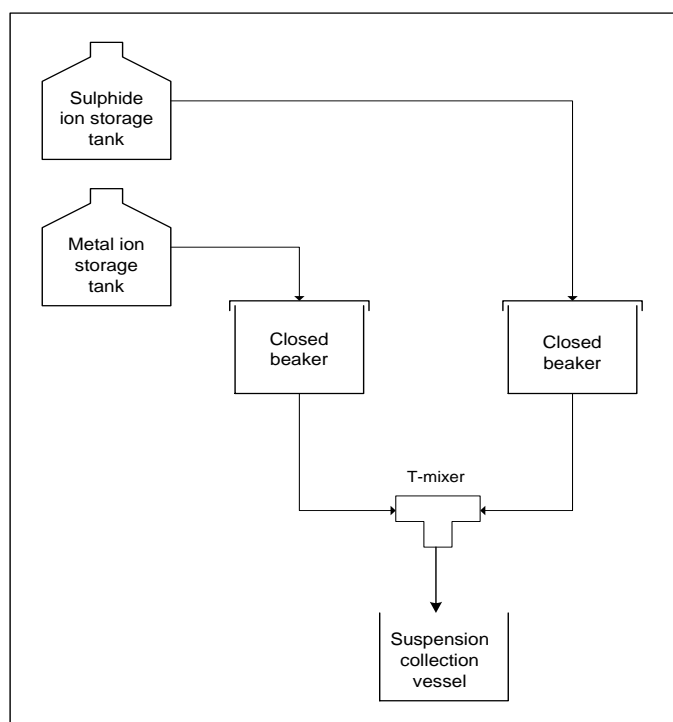 Sulphide
ion storage
tank
Metal ion
storage
tank
Closed
beaker
Closed
beaker
T-mixer
Suspension
collection
vessel